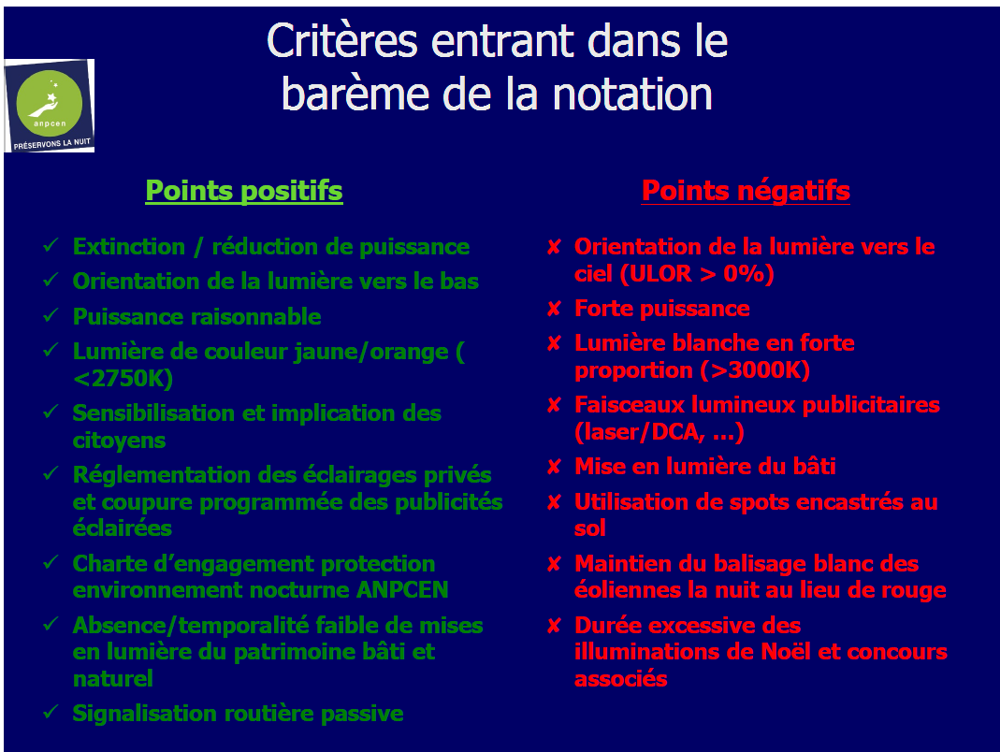 Critères entrant dans le
barème de la notation
anpcen
PRÉSERVONS LA NUIT
Points positifs
✓ Extinction / réduction de puissance
✓ Orientation de la lumière vers le bas
✓ Puissance raisonnable
✓ Lumière de couleur jaune/orange (
<2750K)
✓ Sensibilisation et implication des
citoyens
✓ Réglementation des éclairages privés
et coupure programmée des publicités
éclairées
✓ Charte d’engagement protection
environnement nocturne ANPCEN
✓ Absence/temporalité faible de mises
en lumière du patrimoine bâti et
naturel
✓ Signalisation routière passive
Points négatifs
✘ Orientation de la lumière vers le
ciel (ULOR > 0%)
✘ Forte puissance
✘ Lumière blanche en forte
proportion (>3000K)
✘ Faisceaux lumineux publicitaires
(laser/DCA, …)
✘ Mise en lumière du bâti
✘ Utilisation de spots encastrés au
sol
✘ Maintien du balisage blanc des
éoliennes la nuit au lieu de rouge
✘ Durée excessive des
illuminations de Noël et concours
associés